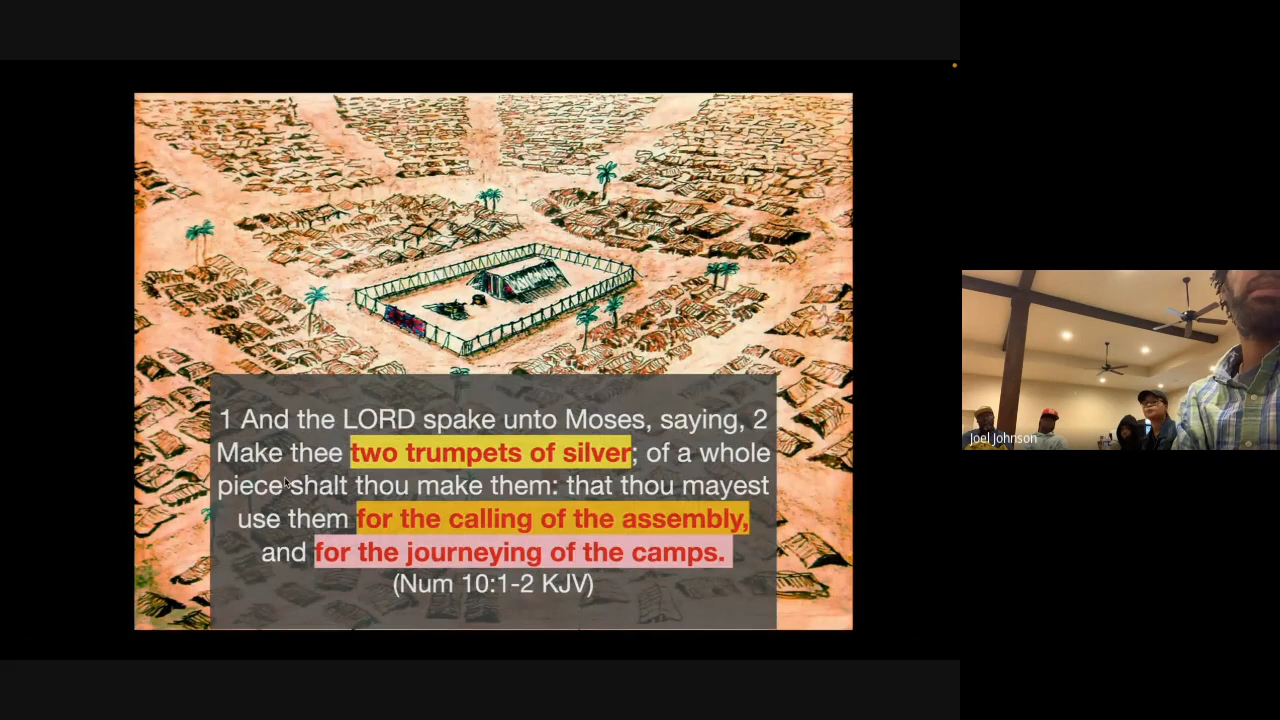 1 And the LORD spake unto Moses, saying, 2
Make thee two trumpets of silver; of a whole
piece shalt thou make them: that thou mayest
use them for the calling of the assembly,
and for the journeying of the camps.
(Num 10:1-2 KJV)
Joel Johnson